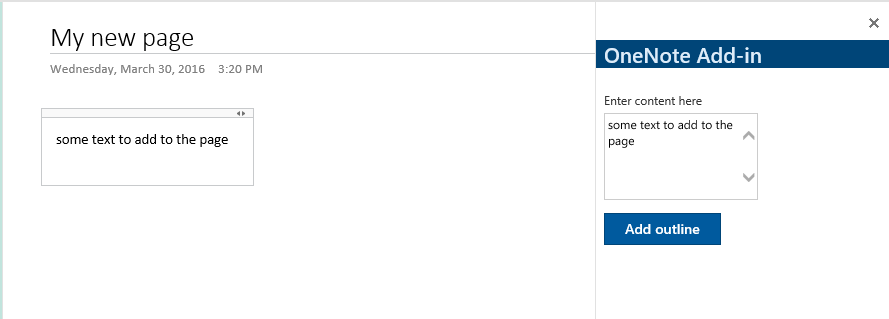 My new page
Wednesday, March 30, 2016 3:20 PM
some text to add to the page
OneNote Add-in
Enter content here
some text to add to the
page
Add outline